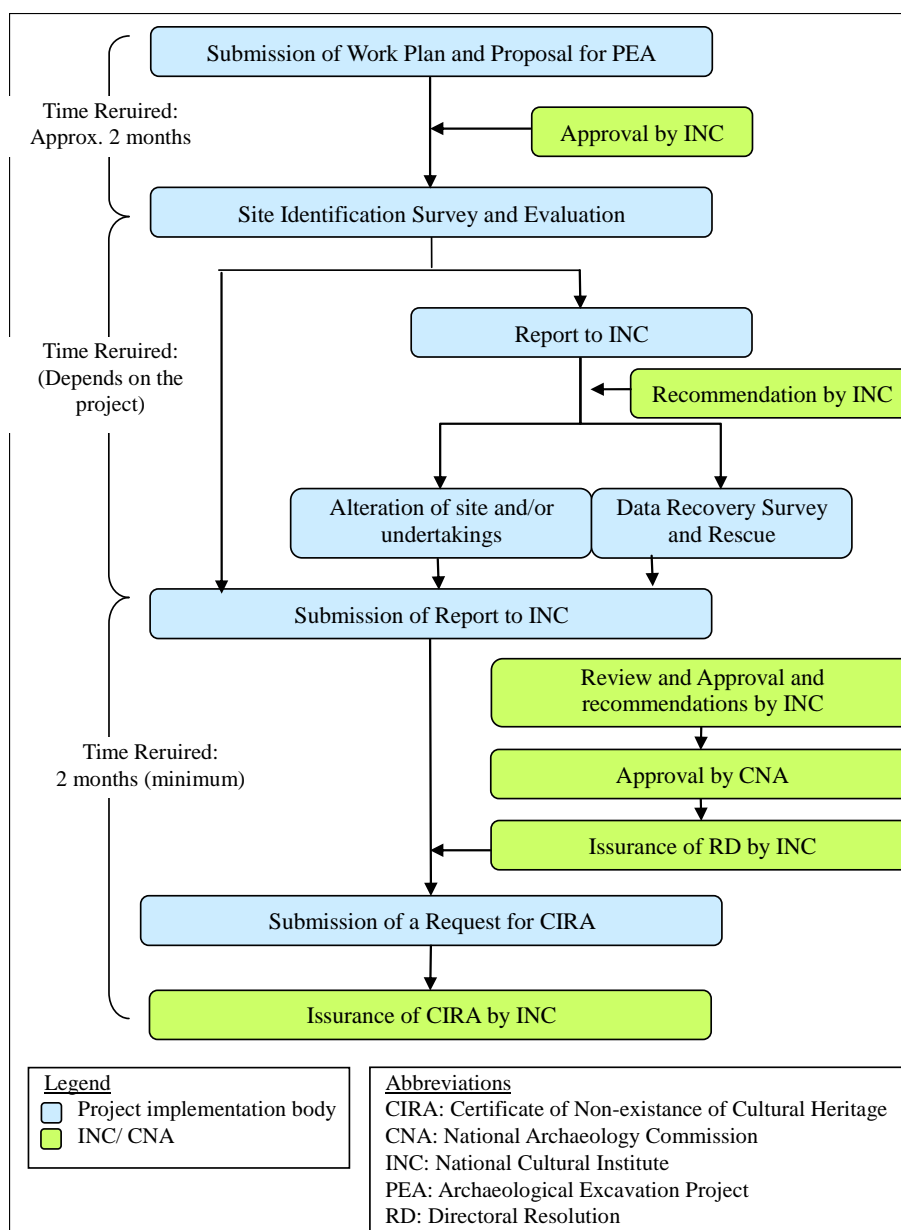 Submission of Work Plan and Proposal for PEA
Time Reruired:
Approx. 2 months
Approval by INC
Site Identification Survey and Evaluation
Report to INC
Time Reruired:
(Depends on the
project)
Recommendation by INC
Alteration of site and/or
undertakings
Data Recovery Survey
and Rescue
Submission of Report to INC
Review and Approval and
recommendations by INC
Time Reruired:
2 months (minimum)
Approval by CNA
Issurance of RD by INC
Submission of a Request for CIRA
Issurance of CIRA by INC
Legend
Project implementation body
INC/ CNA
Abbreviations
CIRA: Certificate of Non-existance of Cultural Heritage
CNA: National Archaeology Commission
INC: National Cultural Institute
PEA: Archaeological Excavation Project
RD: Directoral Resolution